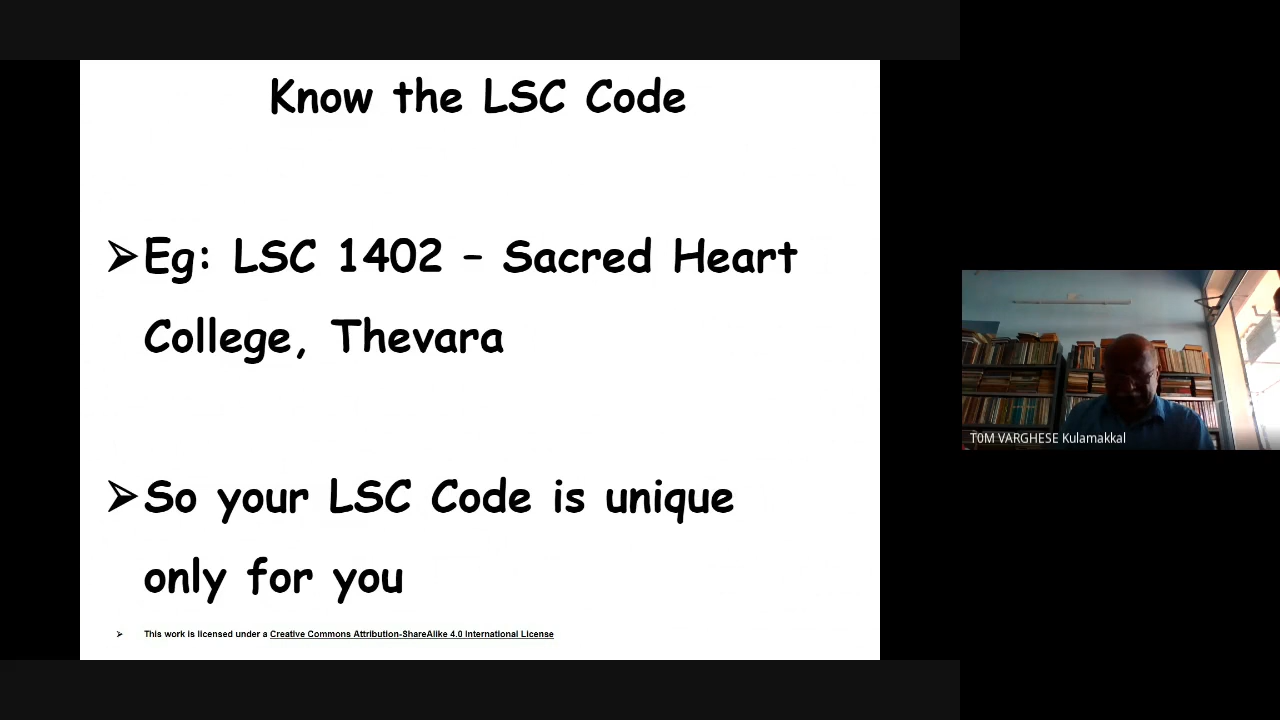 Know the LSC Code
➢Eg: LSC 1402 – Sacred Heart
College, Thevara
➢So your LSC Code is unique
only for you
➢ This work is licensed under a Creative Commons Attribution-ShareAlike 4.0 International License
T0M VARGHESE Kulamakkal